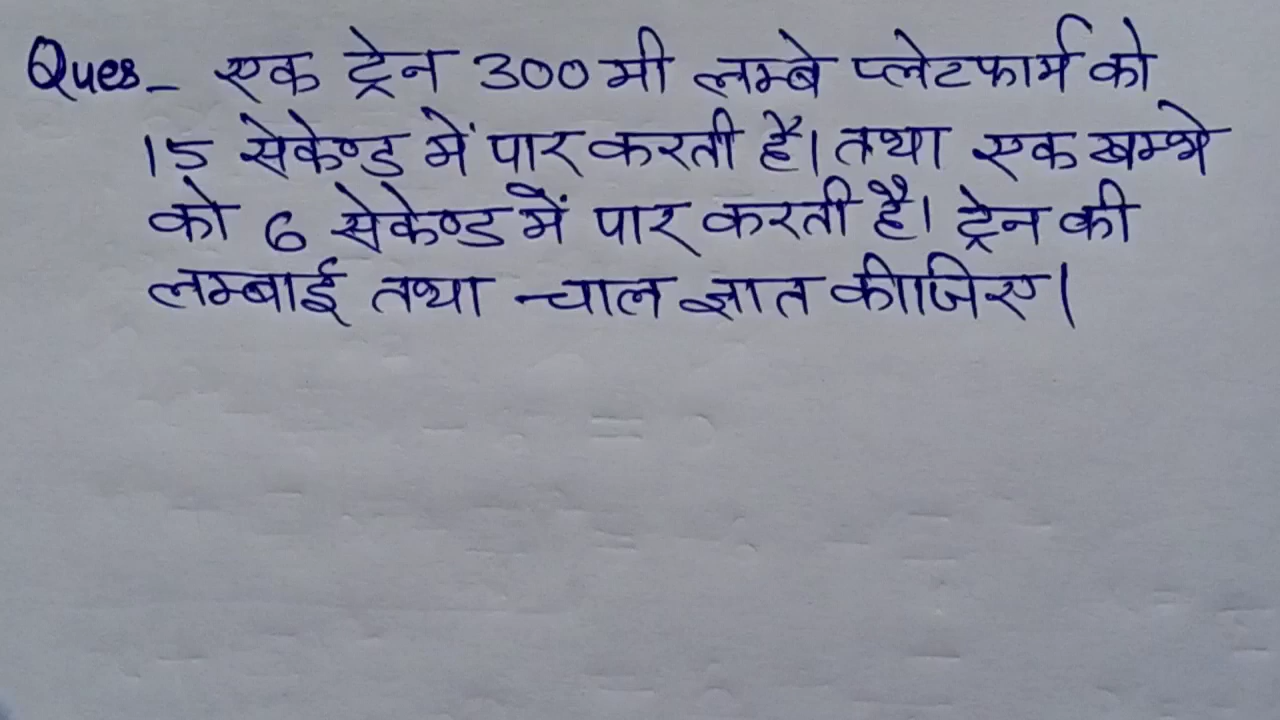 Ques- एक ट्रेन 300 मी लम्बे प्लेटफार्म को
15 सेकेण्ड में पार करती है। तथा एक खम्भे
को 6 सेकेण्ड में पार करती है। ट्रेन की
लम्बाई तथा चाल ज्ञात कीजिए।